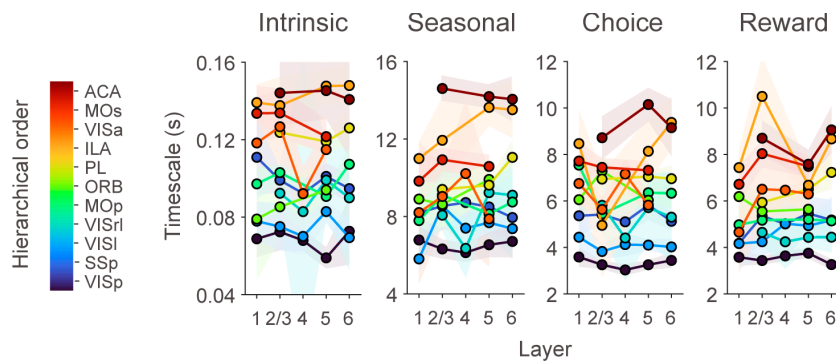 Intrinsic Seasonal Choice Reward
Hierarchical order
ACA
MOs
VISa
ILA
PL
ORB
MOp
VISrl
VISl
SSp
VISp
Timescale (s)
0.16
0.12
0.08
0.04
16
12
8
4
12
10
8
6
4
2
12
10
8
6
4
2
1 2/3 4 5 6 1 2/3 4 5 6 1 2/3 4 5 6 1 2/3 4 5 6
Layer